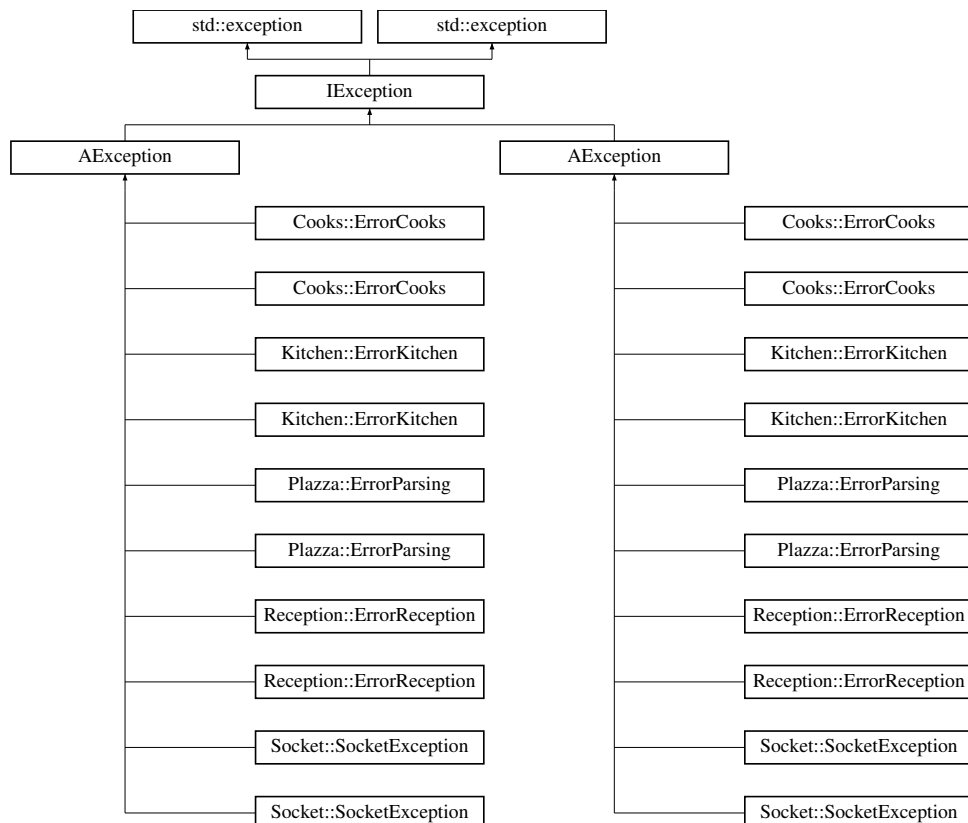 std::exception
std::exception
IException
AException
AException
Cooks::ErrorCooks
Cooks::ErrorCooks
Cooks::ErrorCooks
Cooks::ErrorCooks
Kitchen::ErrorKitchen
Kitchen::ErrorKitchen
Kitchen::ErrorKitchen
Kitchen::ErrorKitchen
Plazza::ErrorParsing
Plazza::ErrorParsing
Plazza::ErrorParsing
Plazza::ErrorParsing
Reception::ErrorReception
Reception::ErrorReception
Reception::ErrorReception
Reception::ErrorReception
Socket::SocketException
Socket::SocketException
Socket::SocketException
Socket::SocketException